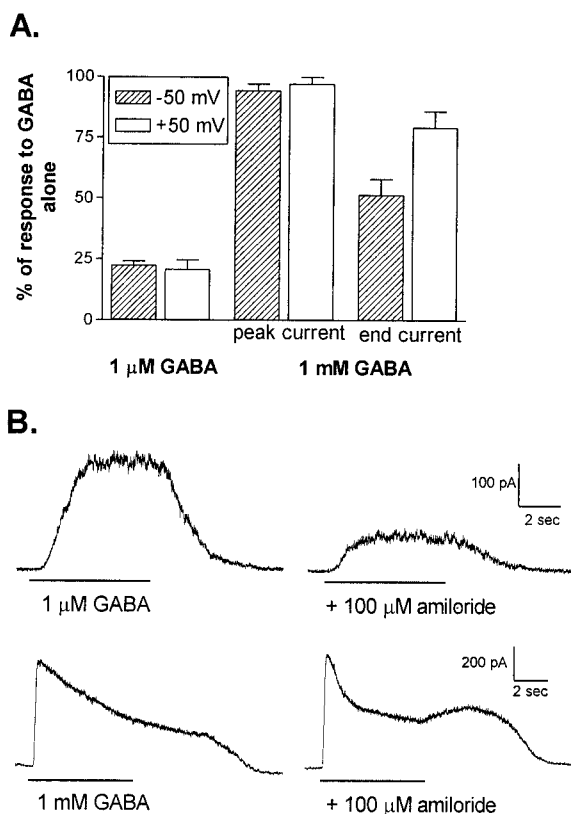 A.
% of response to GABA
alone
100
75
50
25
0
-50 mV
+50 mV
peak current end current
1 μM GABA 1 mM GABA
B.
100 pA
2 sec
1 μM GABA + 100 μM amiloride
200 pA
2 sec
1 mM GABA + 100 μM amiloride